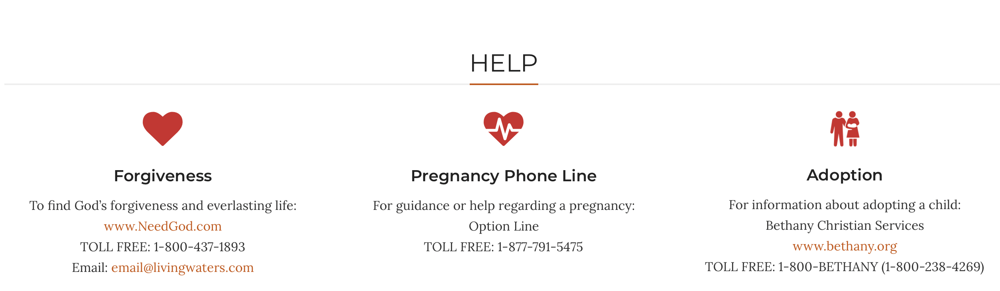 HELP
Forgiveness
To find God’s forgiveness and everlasting life:
www.NeedGod.com
TOLL FREE: 1-800-437-1893
Email: email@livingwaters.com
Pregnancy Phone Line
For guidance or help regarding a pregnancy:
Option Line
TOLL FREE: 1-877-791-5475
Adoption
For information about adopting a child:
Bethany Christian Services
www.bethany.org
TOLL FREE: 1-800-BETHANY (1-800-238-4269)